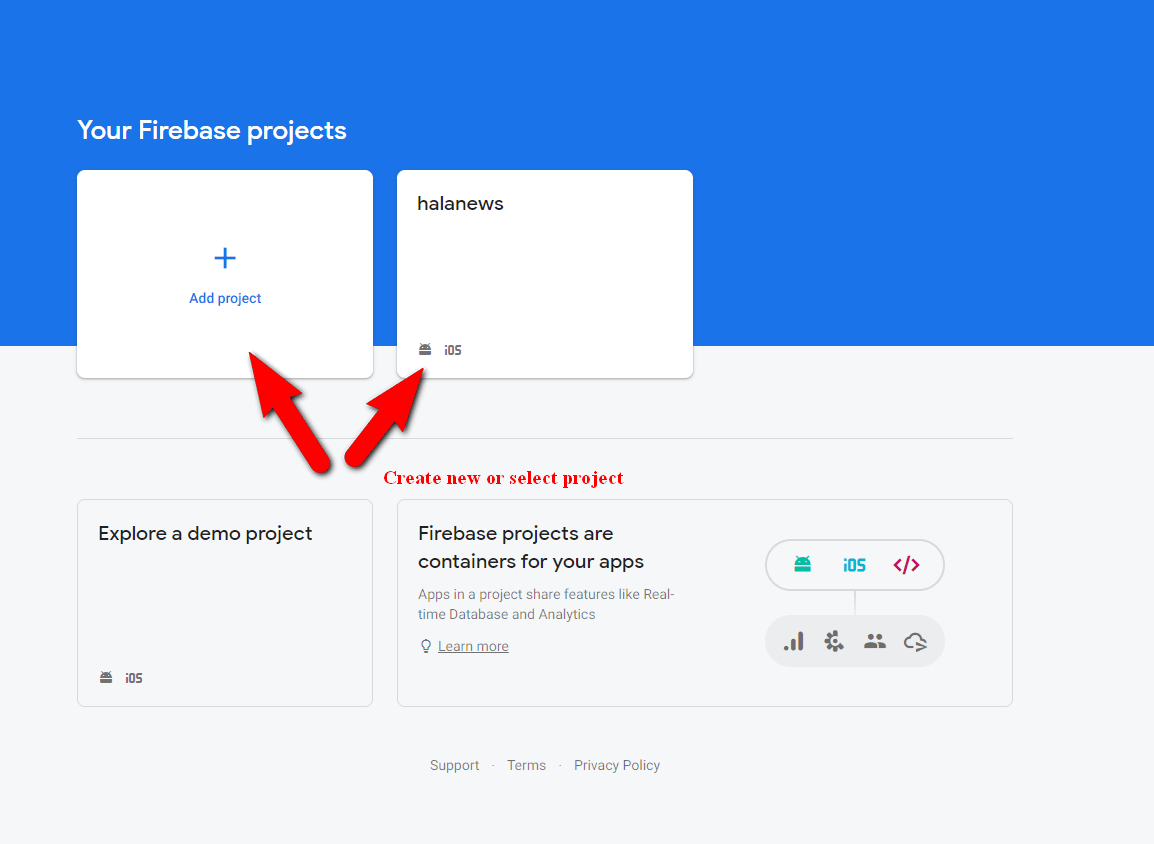 Your Firebase projects
Add project
halanews
iOS
Create new or select project
Explore a demo project
iOS
Firebase projects are
containers for your apps
Apps in a project share features like Real-
time Database and Analytics
Learn more
iOS </>
Support · Terms · Privacy Policy